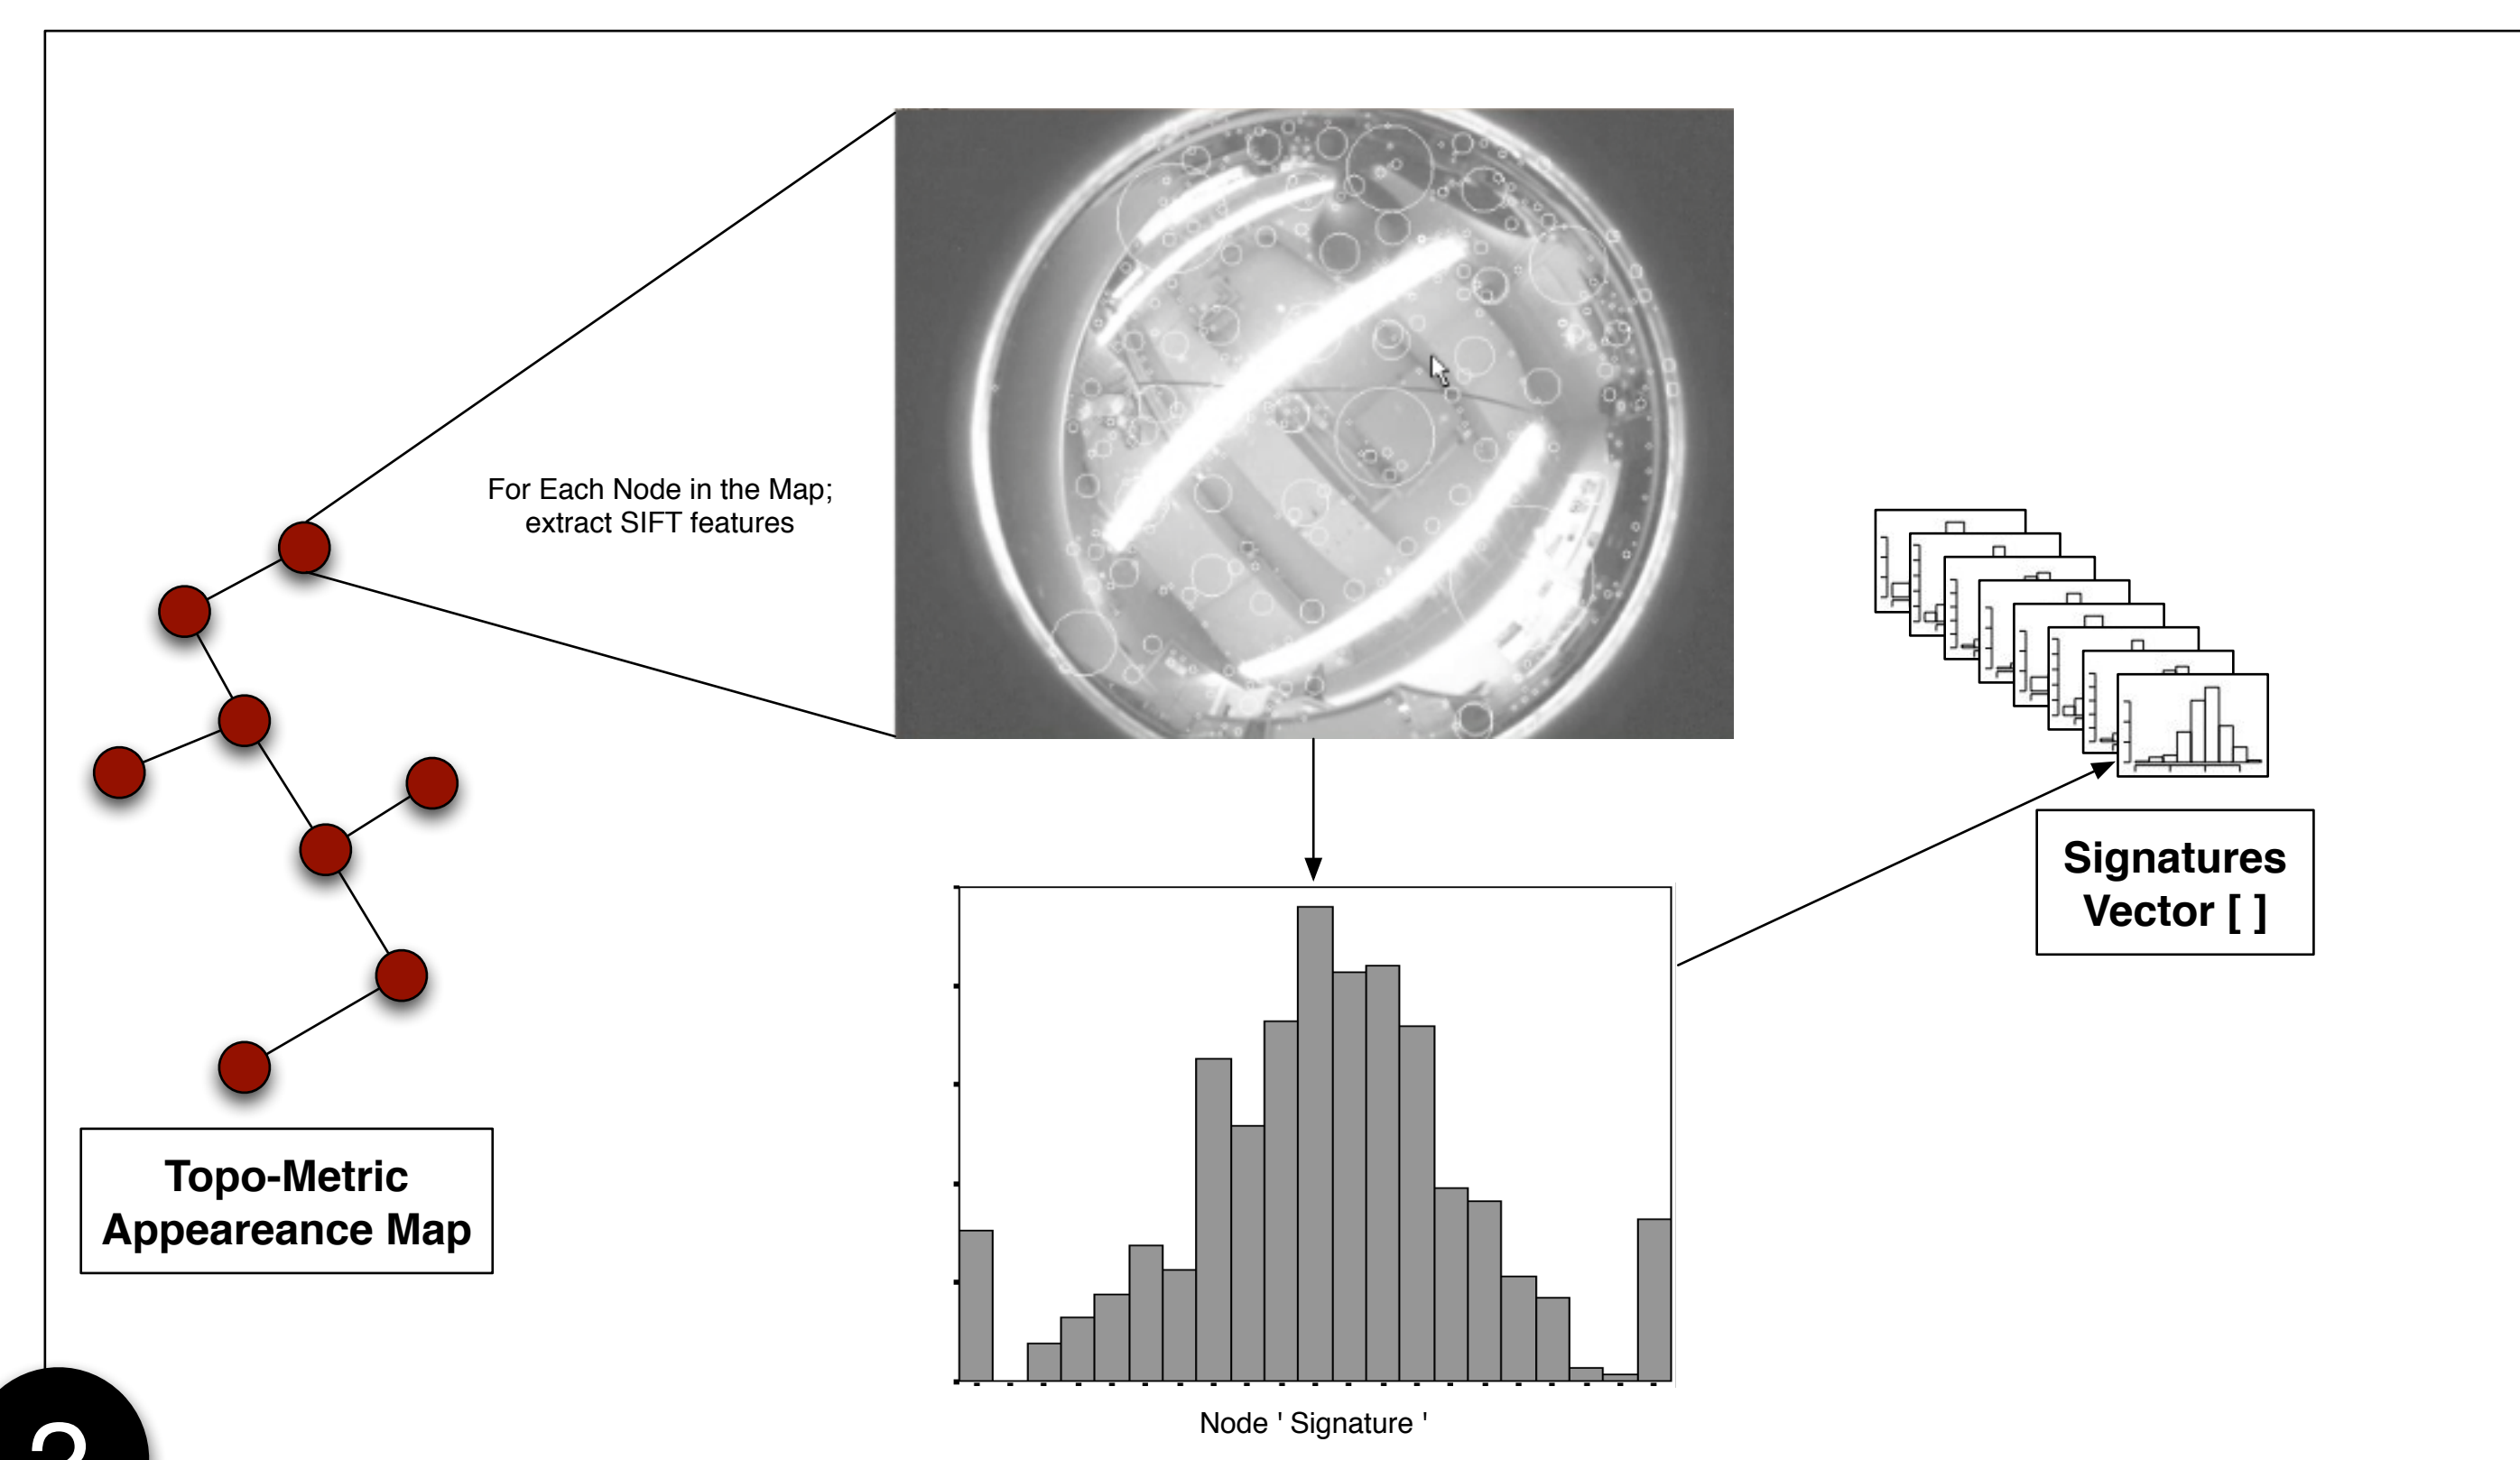 For Each Node in the Map;
extract SIFT features
Signatures
Vector [ ]
Topo-Metric
Appeareance Map
Node ' Signature '